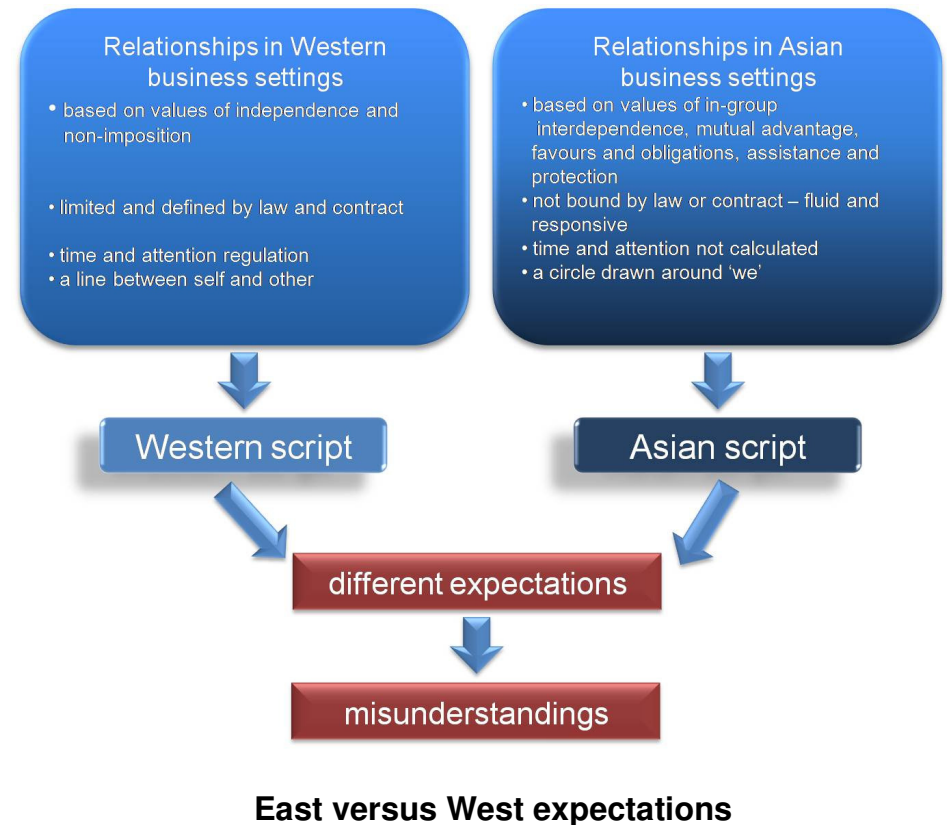 Relationships in Western
business settings
• based on values of independence and
non-imposition
• limited and defined by law and contract
• time and attention regulation
• a line between self and other
Relationships in Asian
business settings
• based on values of in-group
interdependence, mutual advantage,
favours and obligations, assistance and
protection
• not bound by law or contract – fluid and
responsive
• time and attention not calculated
• a circle drawn around ‘we’
Western script
Asian script
different expectations
misunderstandings
East versus West expectations